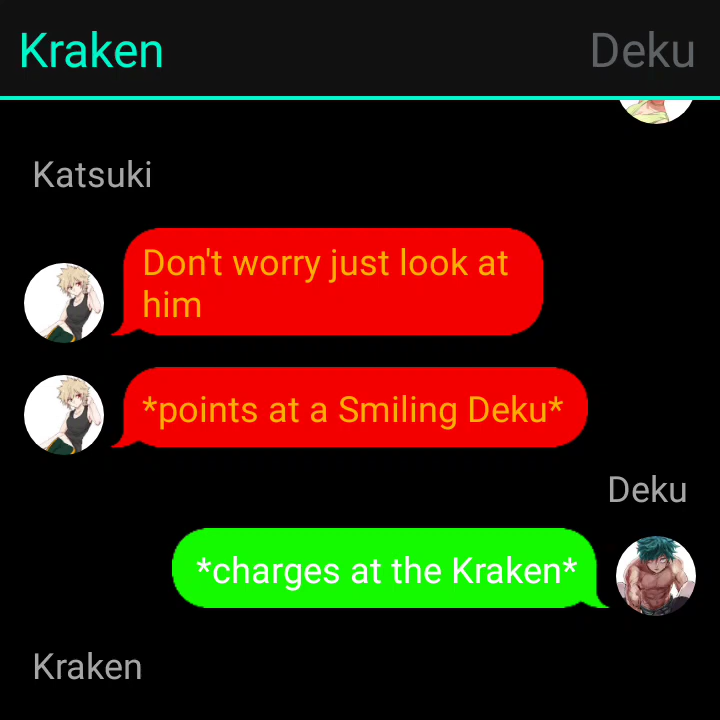 Kraken
Deku
Katsuki
Don't worry just look at
him
*points at a Smiling Deku*
Deku
*charges at the Kraken*
Kraken